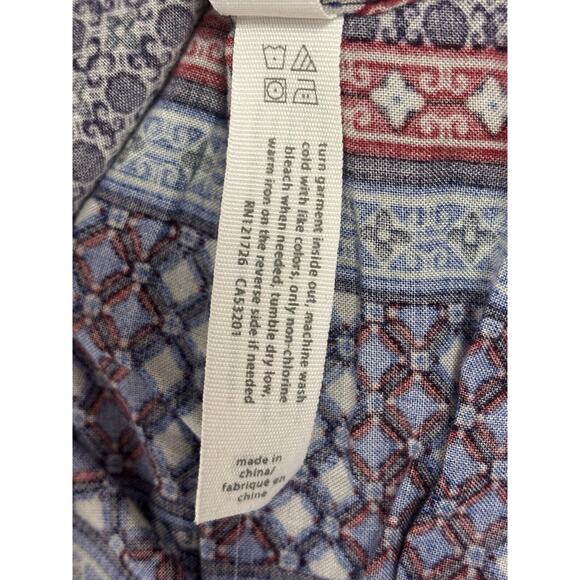 turn garment inside out, machine wash
cold with like colors, only non-chlorine
bleach when needed, tumble dry low,
warm iron on the reverse side if needed
RN121726 CA53201
made in
china/
fabriqué en
chine